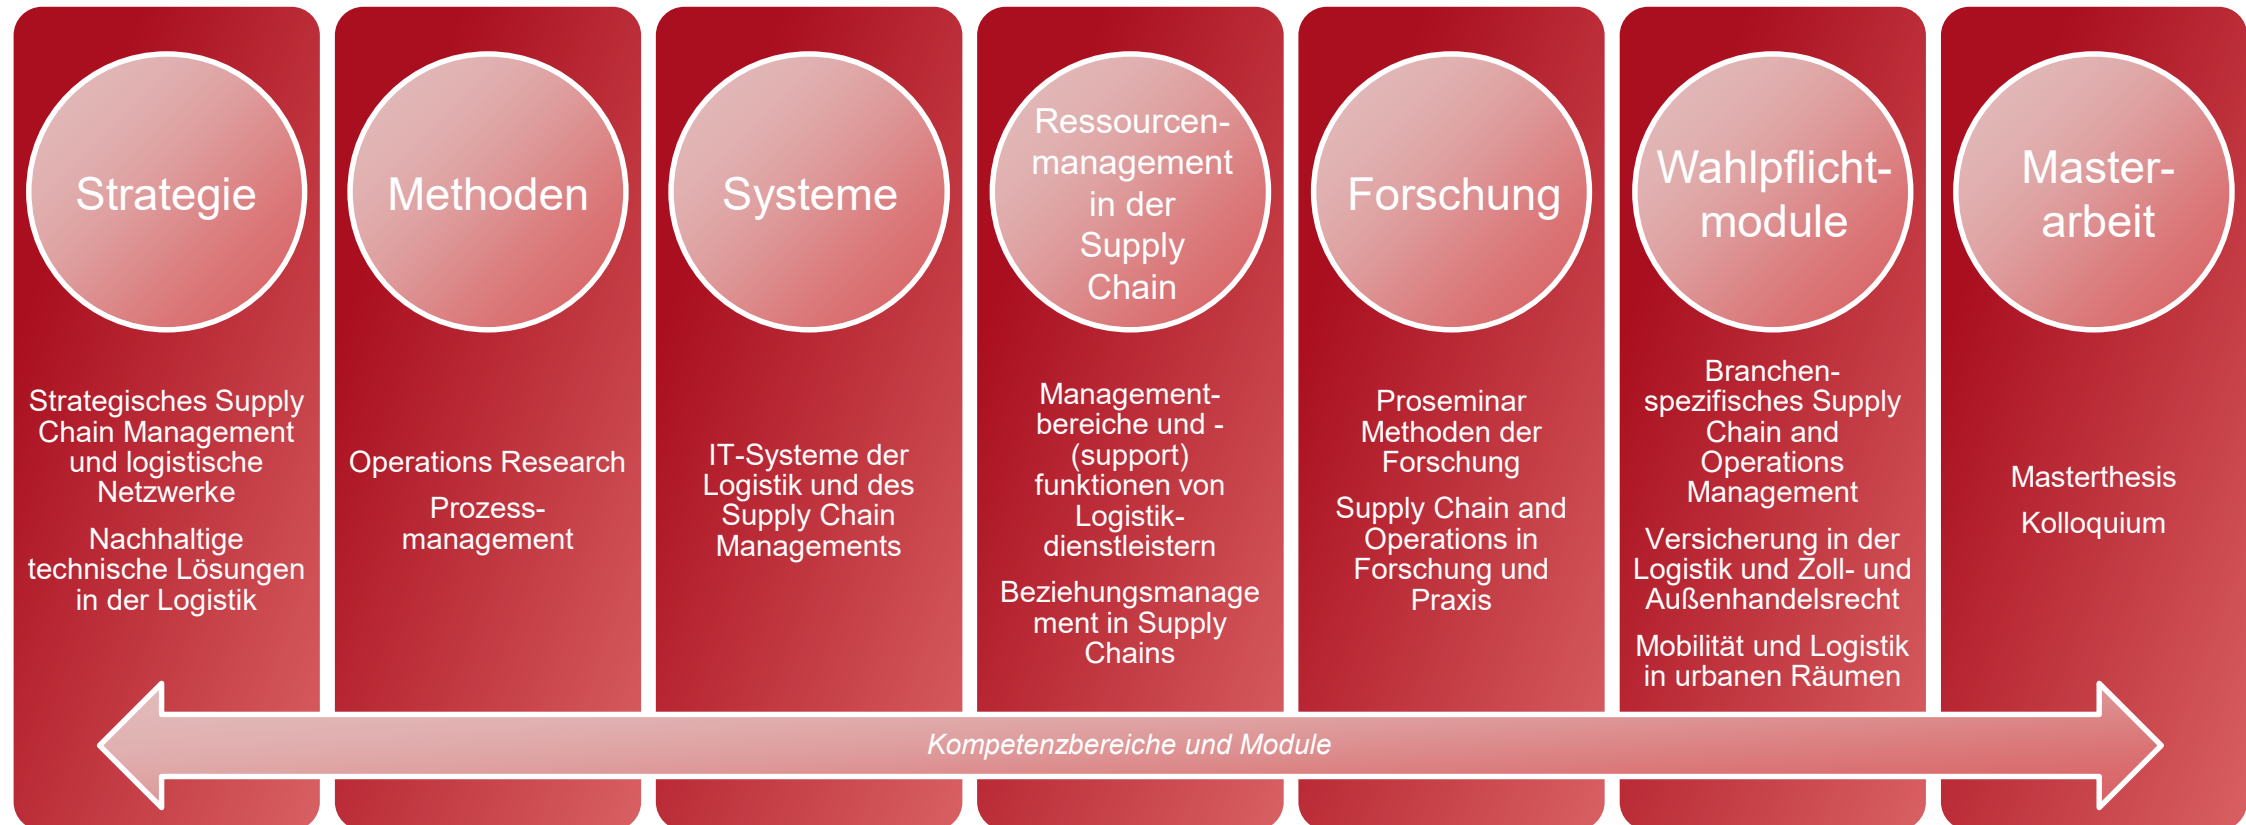 Strategie
Strategisches Supply
Chain Management
und logistische
Netzwerke
Nachhaltige
technische Lösungen
in der Logistik
Methoden
Operations Research
Prozess-
management
Systeme
IT-Systeme der
Logistik und des
Supply Chain
Managements
Ressourcen-
management
in der
Supply
Chain
Management-
bereiche und -
(support)
funktionen von
Logistik-
dienstleistern
Beziehungsmanage
ment in Supply
Chains
Forschung
Proseminar
Methoden der
Forschung
Supply Chain and
Operations in
Forschung und
Praxis
Wahlpflicht-
module
Branchen-
spezifisches Supply
Chain and
Operations
Management
Versicherung in der
Logistik und Zoll- und
Außenhandelsrecht
Mobilität und Logistik
in urbanen Räumen
Master-
arbeit
Masterthesis
Kolloquium
Kompetenzbereiche und Module